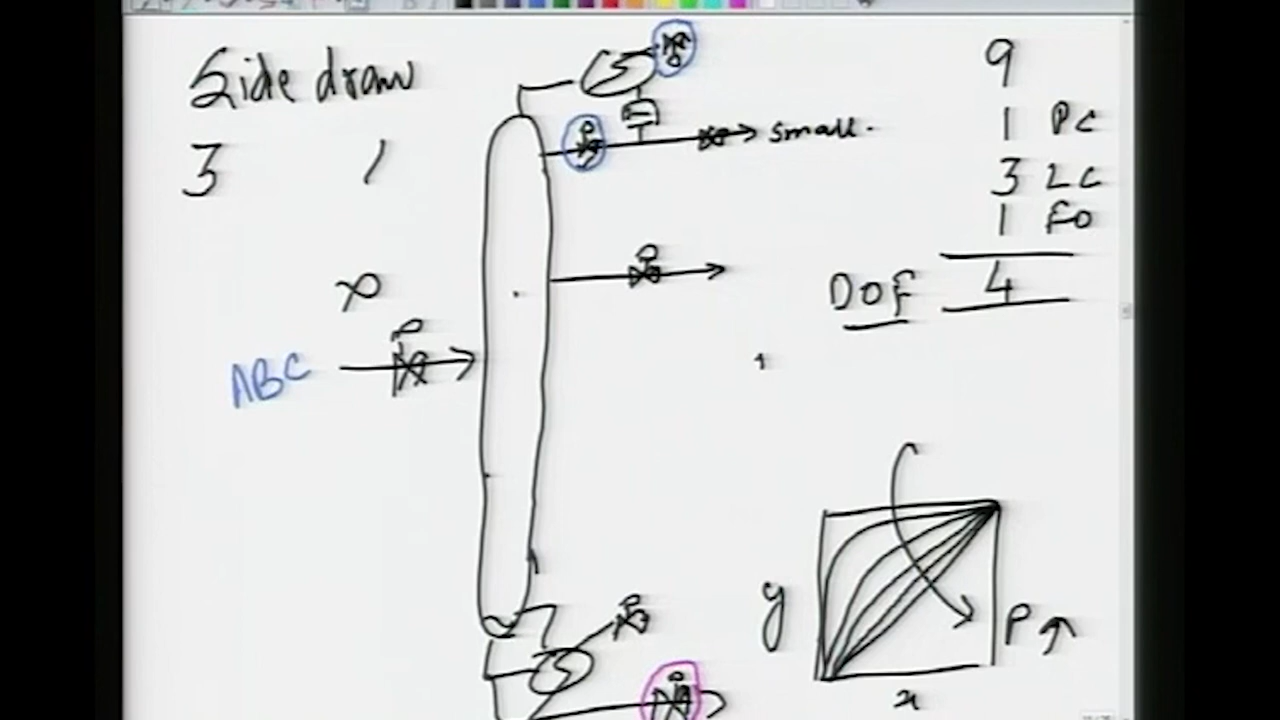 Side draw
3 1
small.
9
1 PC
3 LC
1 FO
DOF 4
ABC
y
P ↑
x